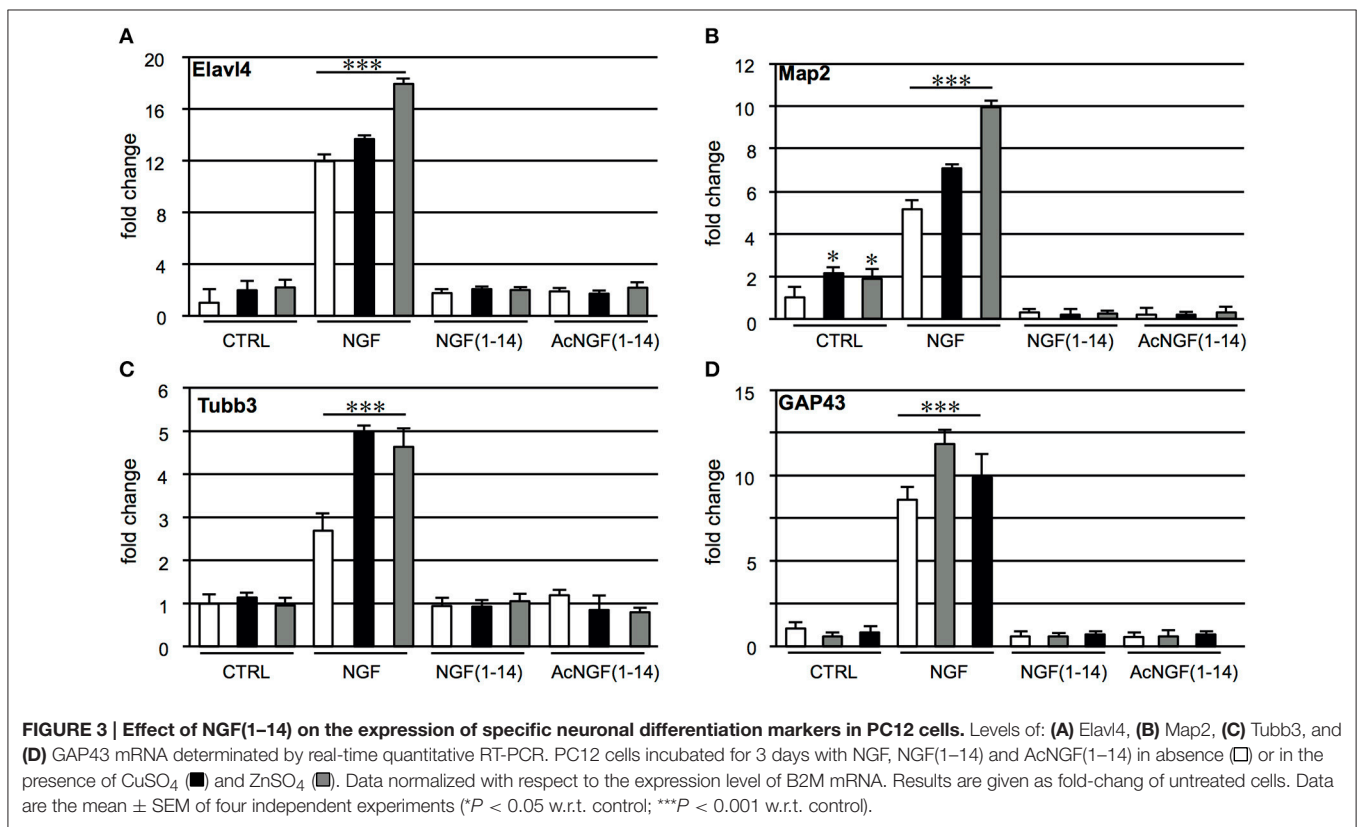 A
Elavl4
***
20
16
12
8
4
0
fold change
CTRL NGF NGF(1-14) AcNGF(1-14)
B
Map2
***
* *
12
10
8
6
4
2
0
fold change
CTRL NGF NGF(1-14) AcNGF(1-14)
C
Tubb3
***
6
5
4
3
2
1
0
fold change
CTRL NGF NGF(1-14) AcNGF(1-14)
D
GAP43
***
15
10
5
0
fold change
CTRL NGF NGF(1-14) AcNGF(1-14)
FIGURE 3 | Effect of NGF(1–14) on the expression of specific neuronal differentiation markers in PC12 cells. Levels of: (A) Elavl4, (B) Map2, (C) Tubb3, and
(D) GAP43 mRNA determinated by real-time quantitative RT-PCR. PC12 cells incubated for 3 days with NGF, NGF(1–14) and AcNGF(1–14) in absence (□) or in the
presence of CuSO₄ (■) and ZnSO₄ (■). Data normalized with respect to the expression level of B2M mRNA. Results are given as fold-chang of untreated cells. Data
are the mean ± SEM of four independent experiments (*P < 0.05 w.r.t. control; ***P < 0.001 w.r.t. control).